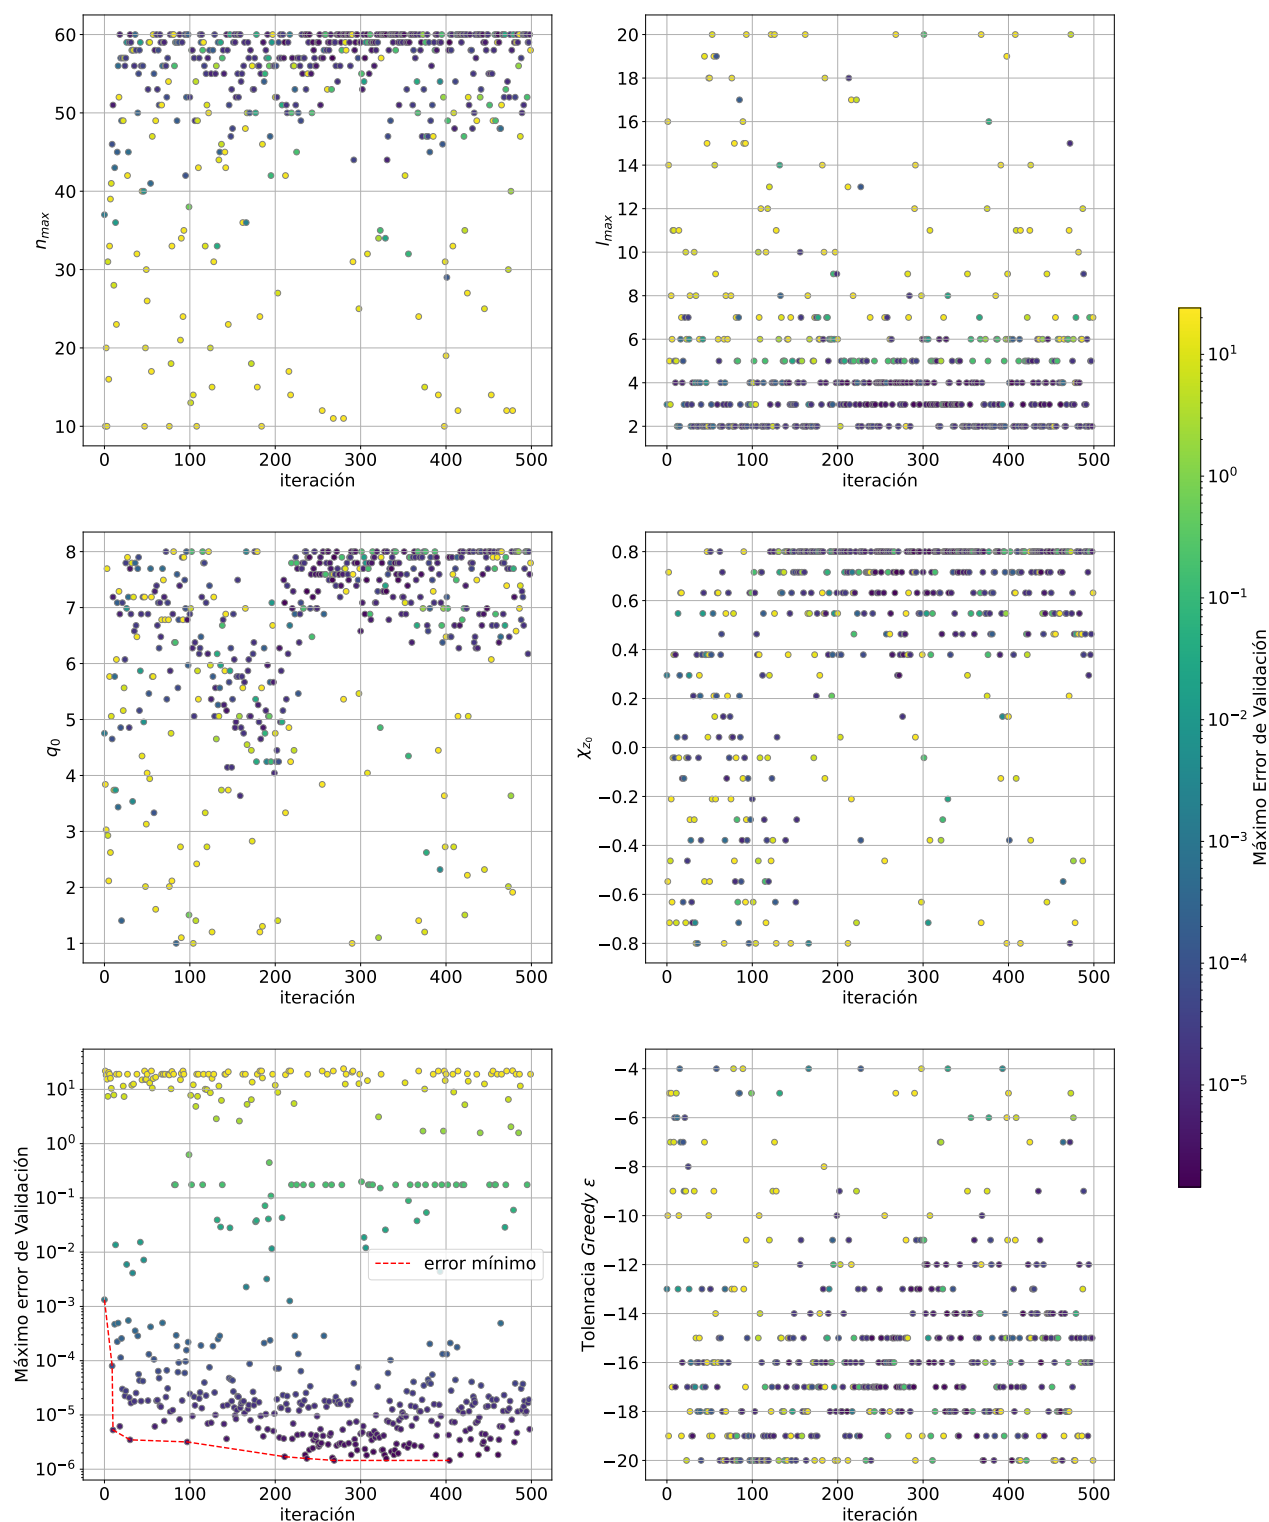 60
50
40
30
20
10
n_max
0 100 200 300 400 500
iteración
20
18
16
14
12
10
8
6
4
2
l_max
0 100 200 300 400 500
iteración
8
7
6
5
4
3
2
1
q_0
0 100 200 300 400 500
iteración
0.8
0.6
0.4
0.2
0.0
−0.2
−0.4
−0.6
−0.8
χ_z_0
0 100 200 300 400 500
iteración
10^1
10^0
10^−1
10^−2
10^−3
10^−4
10^−5
10^−6
Máximo error de Validación
error mínimo
0 100 200 300 400 500
iteración
−4
−6
−8
−10
−12
−14
−16
−18
−20
Tolenracia Greedy ε
0 100 200 300 400 500
iteración
10^1
10^0
10^−1
10^−2
10^−3
10^−4
10^−5
Máximo Error de Validación